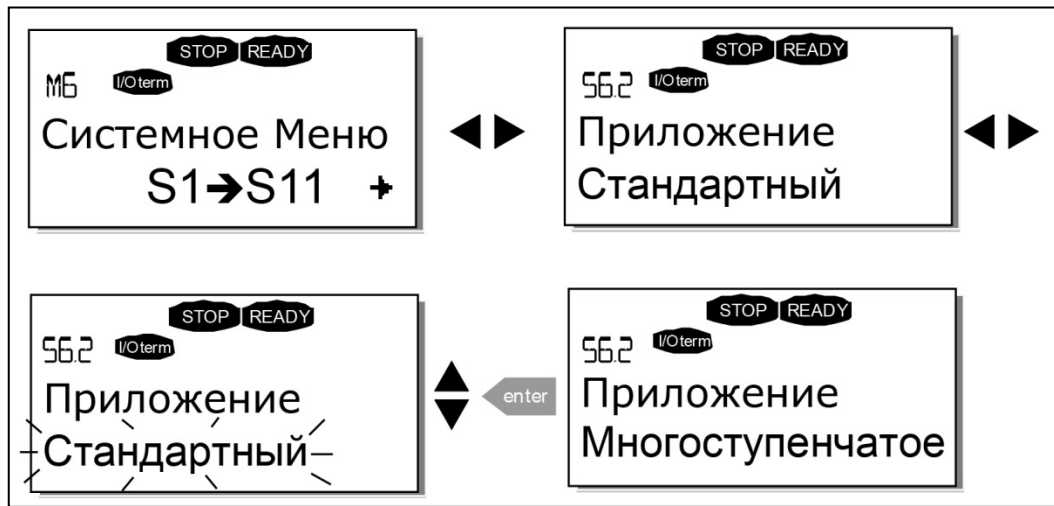 STOP READY
M6 I/Oterm
Системное Меню
S1➔S11 +
STOP READY
S6.2 I/Oterm
Приложение
Стандартный
STOP READY
S6.2 I/Oterm
Приложение
Стандартный
enter
STOP READY
S6.2 I/Oterm
Приложение
Многоступенчатое